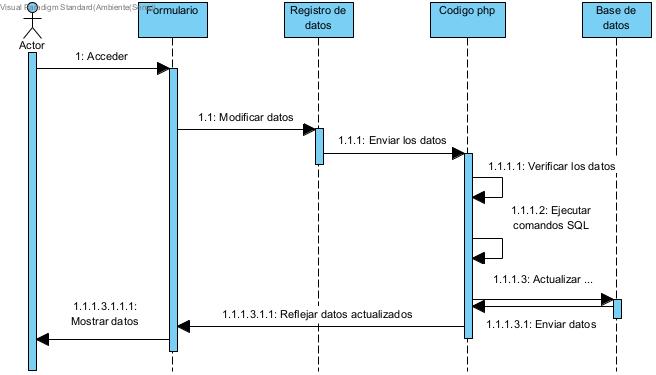 Visual Paradigm Standard(Ambiente(Sena))
Formulario
Registro de
datos
Codigo php
Base de
datos
Actor
1: Acceder
1.1: Modificar datos
1.1.1: Enviar los datos
1.1.1.1: Verificar los datos
1.1.1.2: Ejecutar
comandos SQL
1.1.1.3: Actualizar ...
1.1.1.3.1.1.1:
Mostrar datos
1.1.1.3.1.1: Reflejar datos actualizados
1.1.1.3.1: Enviar datos